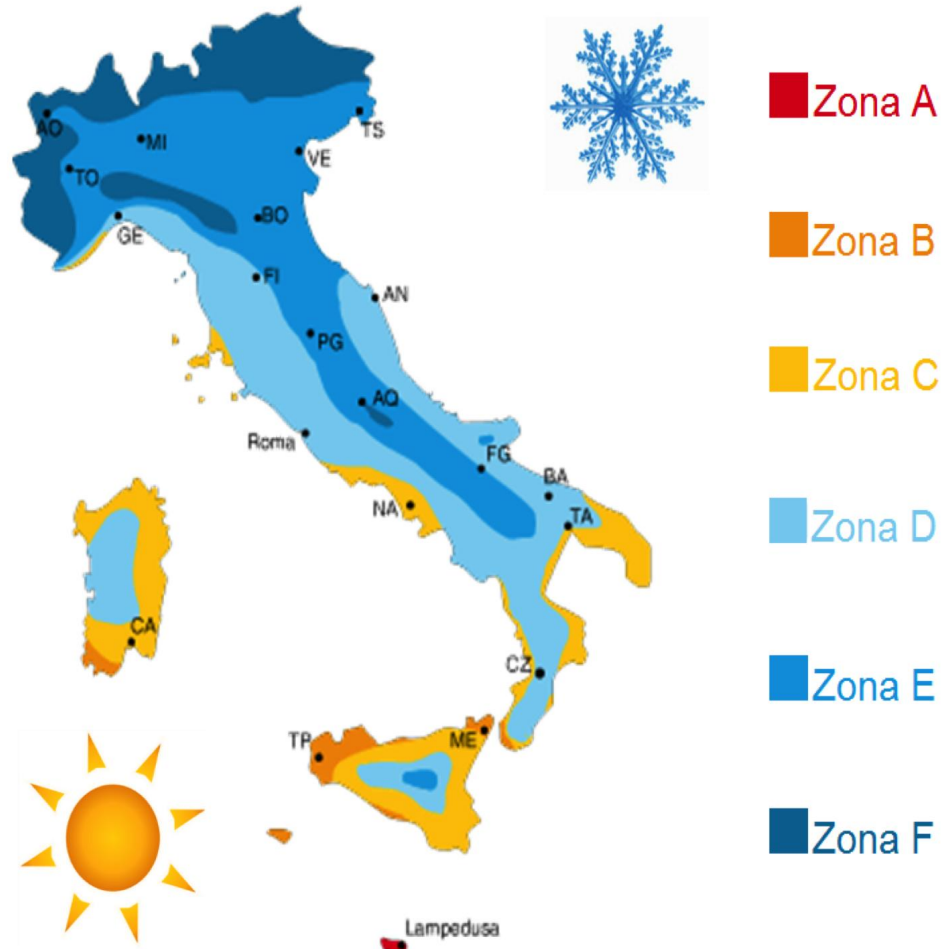 Zona A
AO
MI
TS
VE
TO
Zona B
GE
BO
FI
AN
PG
Zona C
AQ
Roma
FG
BA
NA
TA
Zona D
CA
CZ
Zona E
TP
ME
Zona F
Lampedusa